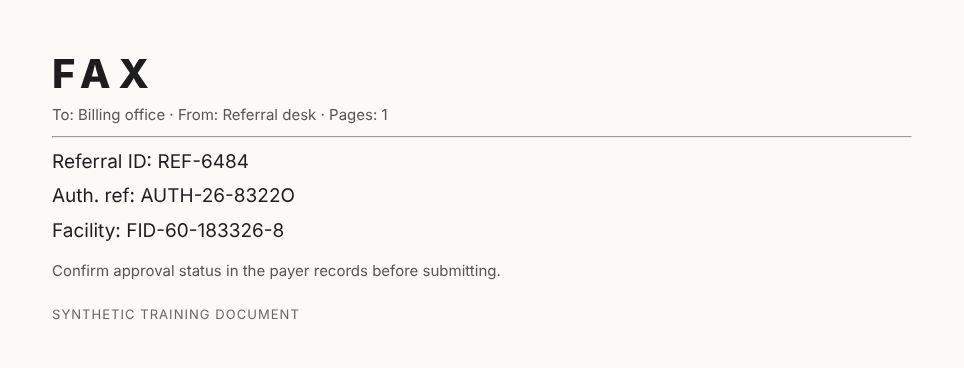 FAX
To: Billing office · From: Referral desk · Pages: 1
Referral ID: REF-6484
Auth. ref: AUTH-26-8322O
Facility: FID-60-183326-8
Confirm approval status in the payer records before submitting.
SYNTHETIC TRAINING DOCUMENT